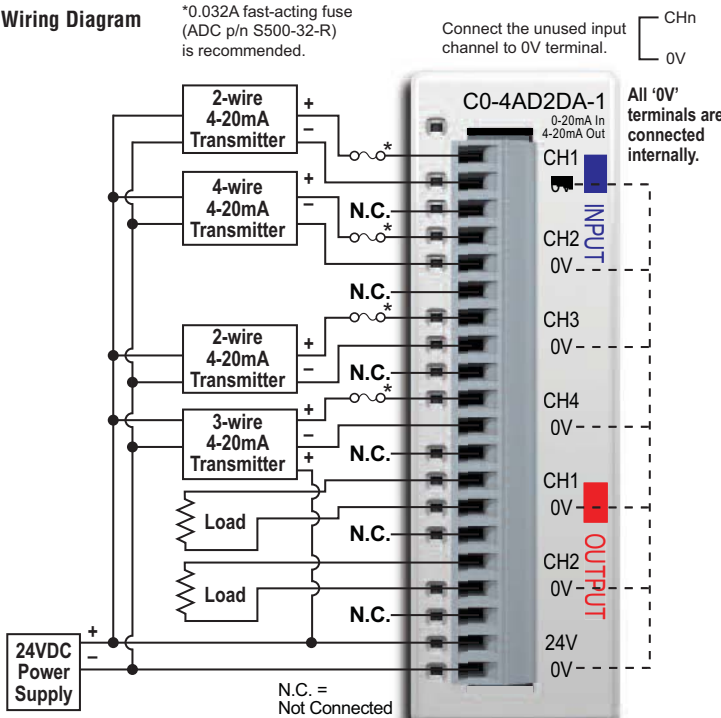 Wiring Diagram
*0.032A fast-acting fuse
(ADC p/n S500-32-R)
is recommended.
Connect the unused input
channel to 0V terminal.
CHn
0V
All ‘0V’
terminals are
connected
internally.
C0-4AD2DA-1
0-20mA In
4-20mA Out
2-wire
4-20mA
Transmitter
+
–
*
CH1
INPUT
4-wire
4-20mA
Transmitter
+
–
N.C.
*
CH2
0V
N.C.
2-wire
4-20mA
Transmitter
+
–
*
CH3
0V
N.C.
3-wire
4-20mA
Transmitter
+
–
+
*
CH4
0V
N.C.
Load
CH1
0V
N.C.
OUTPUT
Load
CH2
0V
N.C.
24VDC
Power
Supply
+
–
24V
0V
N.C. =
Not Connected